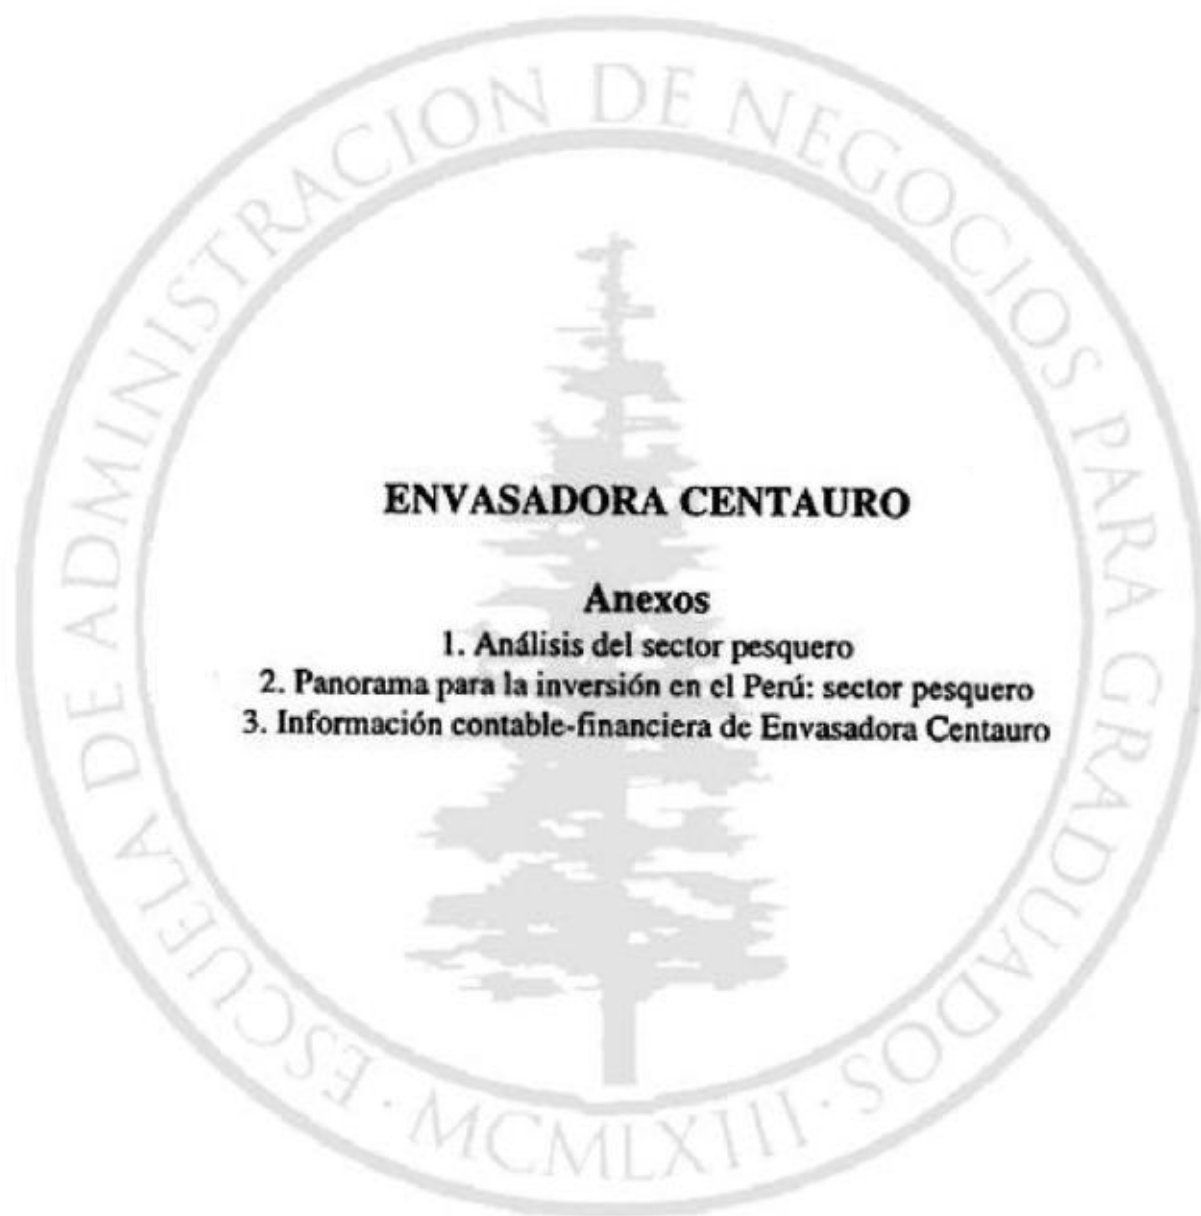 ESCUELA DE ADMINISTRACION DE NEGOCIOS PARA GRADUADOS · MCMLXIII ·
ENVASADORA CENTAURO
Anexos
1. Análisis del sector pesquero
2. Panorama para la inversión en el Perú: sector pesquero
3. Información contable-financiera de Envasadora Centauro